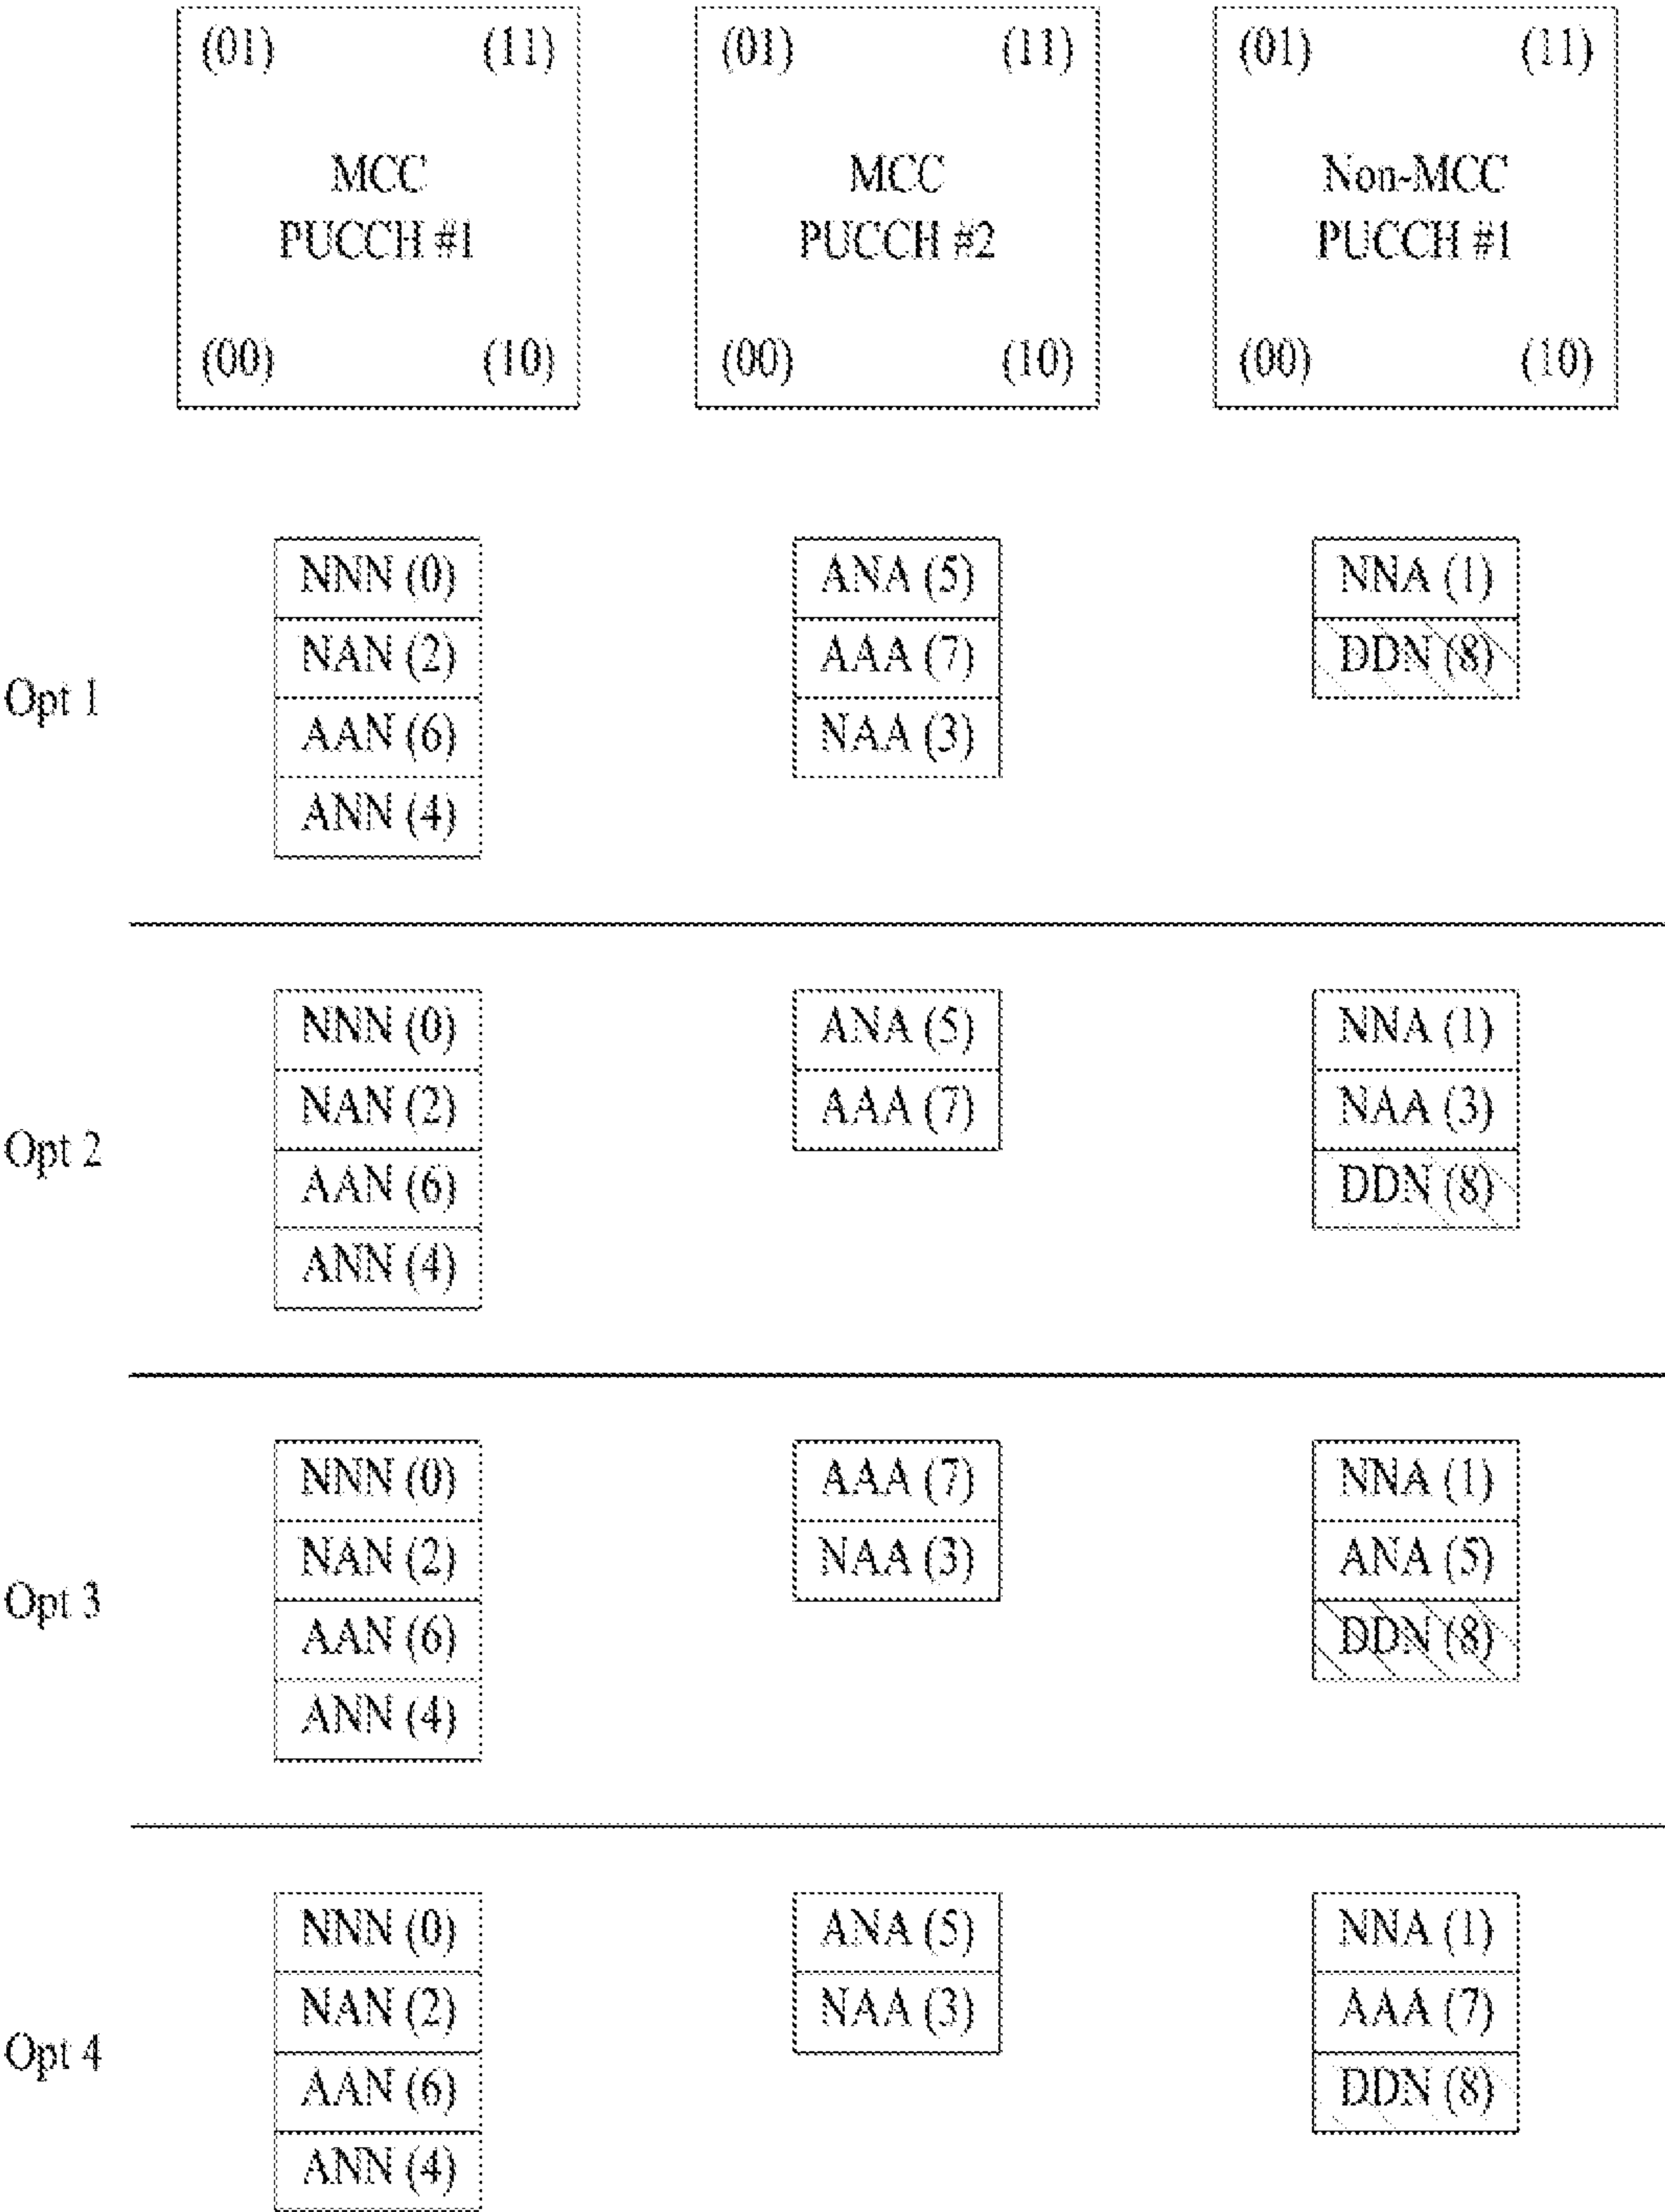 (01) (11) (01) (11) (01) (11)
MCC MCC Non-MCC
PUCCH #1 PUCCH #2 PUCCH #1
(00) (10) (00) (10) (00) (10)
Opt 1
NNN (0) ANA (5) NNA (1)
NAN (2) AAA (7) DDN (8)
AAN (6) NAA (3)
ANN (4)
Opt 2
NNN (0) ANA (5) NNA (1)
NAN (2) AAA (7) NAA (3)
AAN (6) DDN (8)
ANN (4)
Opt 3
NNN (0) AAA (7) NNA (1)
NAN (2) NAA (3) ANA (5)
AAN (6) DDN (8)
ANN (4)
Opt 4
NNN (0) ANA (5) NNA (1)
NAN (2) NAA (3) AAA (7)
AAN (6) DDN (8)
ANN (4)